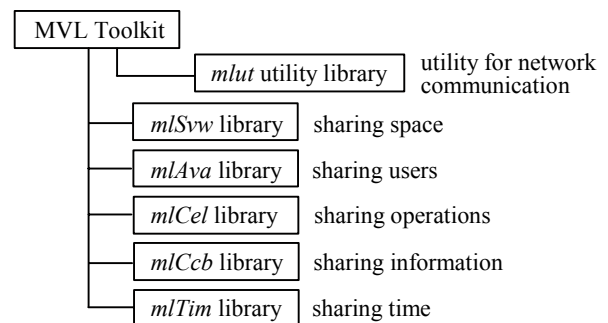 MVL Toolkit
mlut utility library utility for network
communication
mlSvw library sharing space
mlAva library sharing users
mlCel library sharing operations
mlCcb library sharing information
mlTim library sharing time